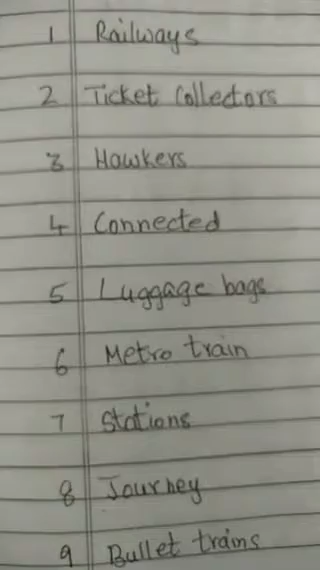 1 Railways
2 Ticket Collectors
3 Hawkers
4 Connected
5 Luggage bags
6 Metro train
7 Stations
8 Journey
9 Bullet trains